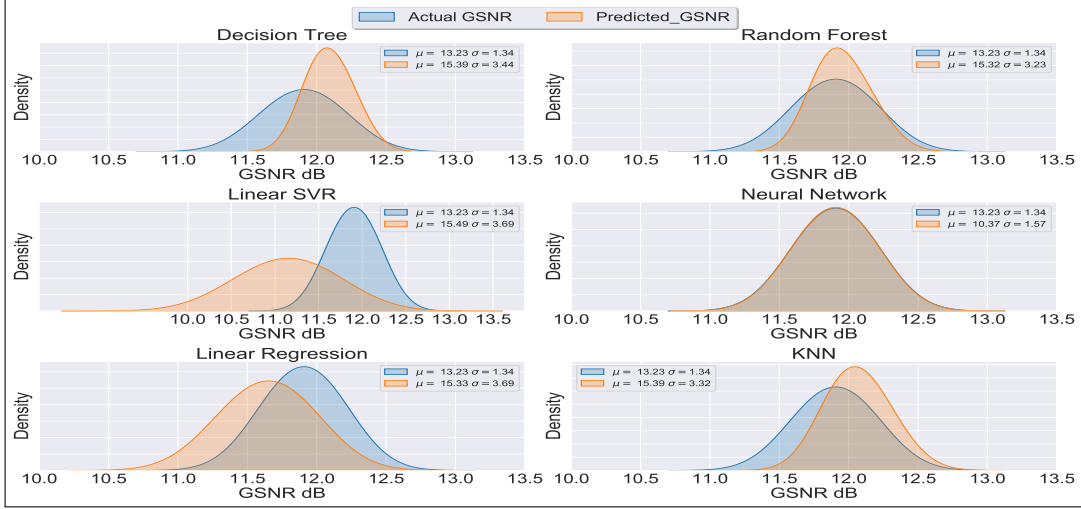 Actual GSNR Predicted_GSNR
Decision Tree
μ = 13.23 σ = 1.34
μ = 15.39 σ = 3.44
Density
10.0 10.5 11.0 11.5 12.0 12.5 13.0 13.5
GSNR dB
Random Forest
μ = 13.23 σ = 1.34
μ = 15.32 σ = 3.23
Density
10.0 10.5 11.0 11.5 12.0 12.5 13.0 13.5
GSNR dB
Linear SVR
μ = 13.23 σ = 1.34
μ = 15.49 σ = 3.69
Density
10.0 10.5 11.0 11.5 12.0 12.5 13.0 13.5
GSNR dB
Neural Network
μ = 13.23 σ = 1.34
μ = 10.37 σ = 1.57
Density
10.0 10.5 11.0 11.5 12.0 12.5 13.0 13.5
GSNR dB
Linear Regression
μ = 13.23 σ = 1.34
μ = 15.33 σ = 3.69
Density
10.0 10.5 11.0 11.5 12.0 12.5 13.0 13.5
GSNR dB
KNN
μ = 13.23 σ = 1.34
μ = 15.39 σ = 3.32
Density
10.0 10.5 11.0 11.5 12.0 12.5 13.0 13.5
GSNR dB